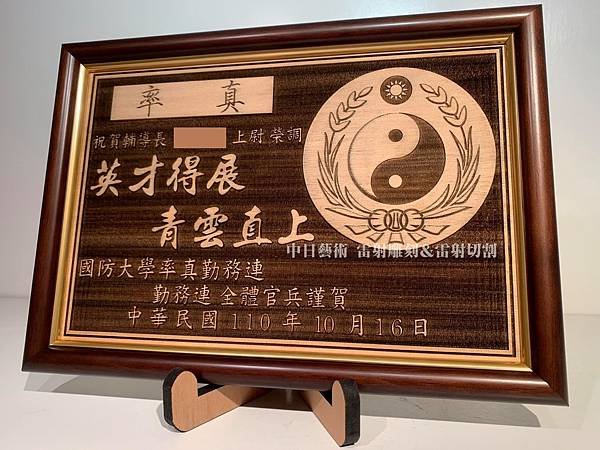 率 真
祝賀輔導長 上尉 榮調
英才得展
青雲直上
中日藝術 雷射雕刻&雷射切割
國防大學率真勤務連
勤務連 全體官兵謹賀
中華民國 110 年 10 月 16 日